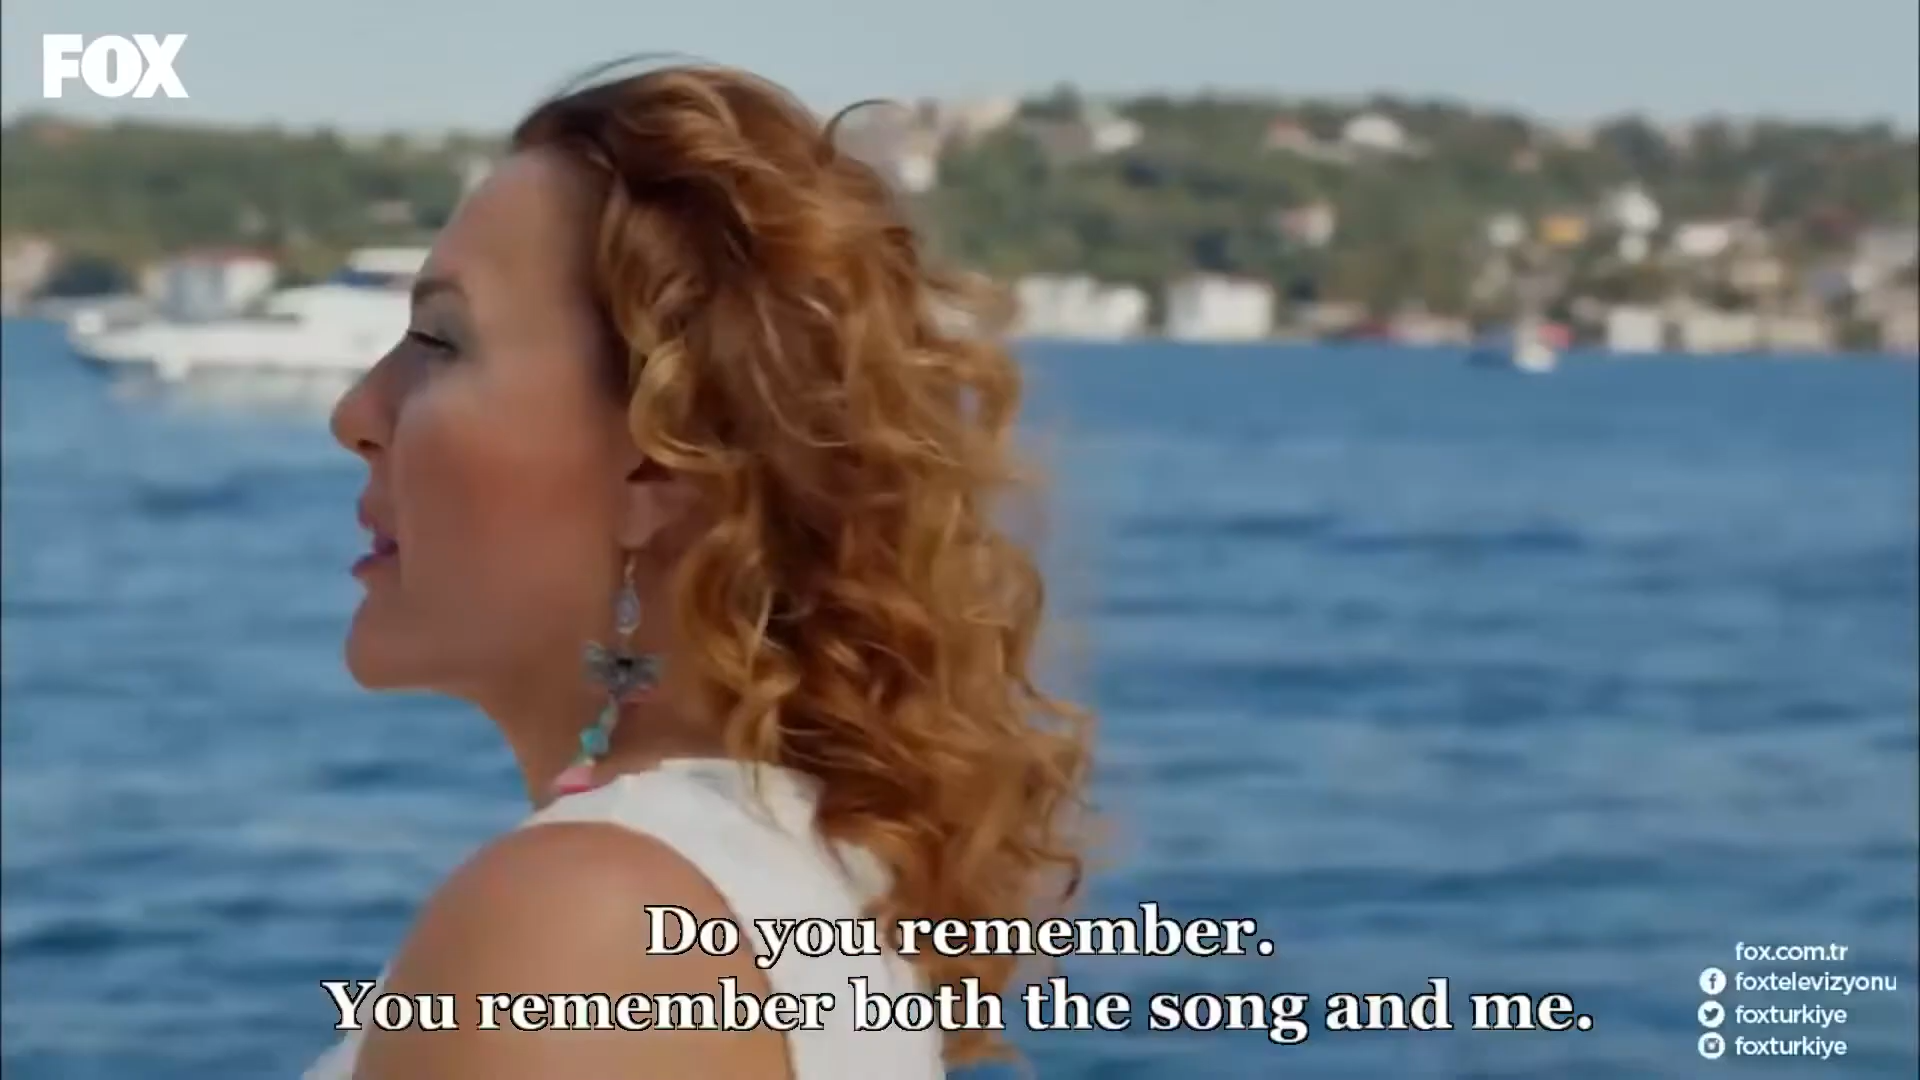 FOX
Do you remember.
You remember both the song and me.
fox.com.tr
foxtelevizyonu
foxturkiye
foxturkiye